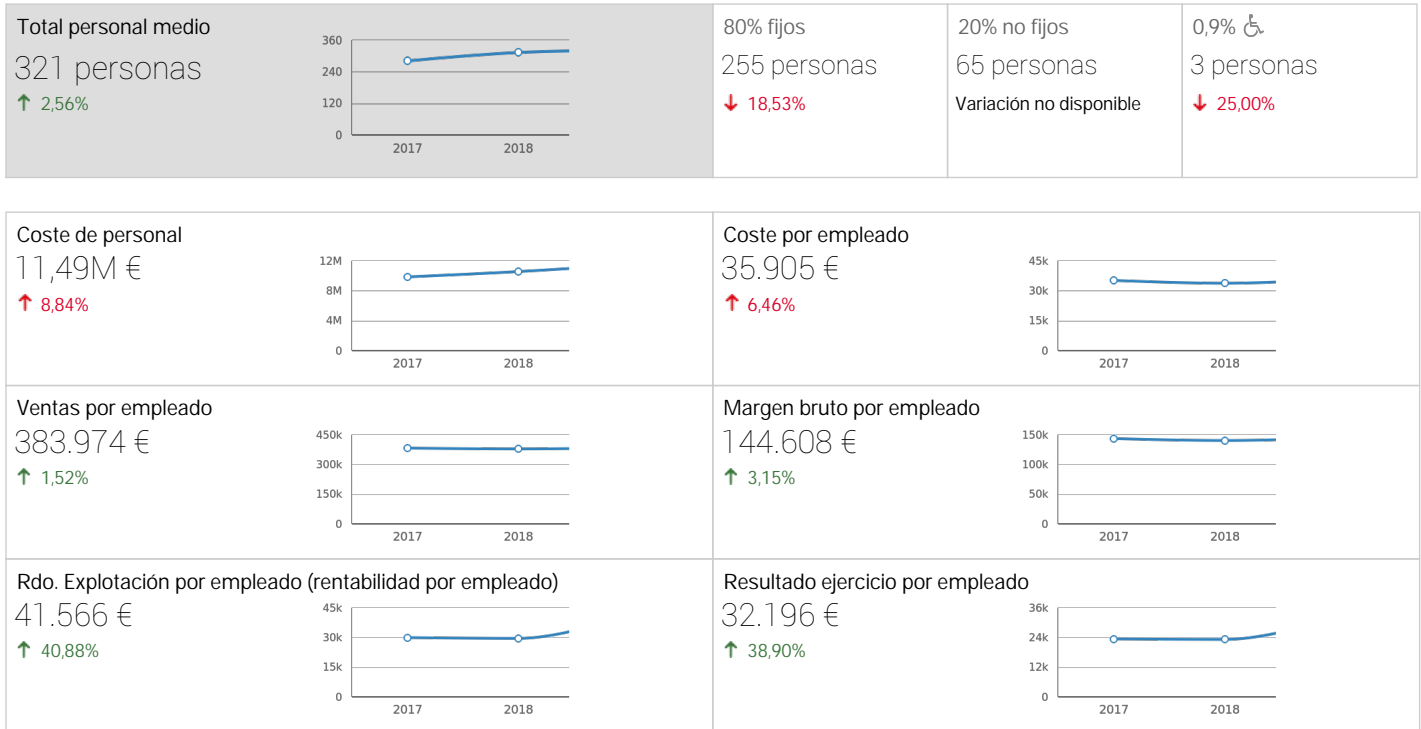 Total personal medio
321 personas
↑ 2,56%
360
240
120
0
2017 2018
80% fijos
255 personas
↓ 18,53%
20% no fijos
65 personas
Variación no disponible
0,9%
3 personas
↓ 25,00%
Coste de personal
11,49M €
↑ 8,84%
12M
8M
4M
0
2017 2018
Coste por empleado
35.905 €
↑ 6,46%
45k
30k
15k
0
2017 2018
Ventas por empleado
383.974 €
↑ 1,52%
450k
300k
150k
0
2017 2018
Margen bruto por empleado
144.608 €
↑ 3,15%
150k
100k
50k
0
2017 2018
Rdo. Explotación por empleado (rentabilidad por empleado)
41.566 €
↑ 40,88%
45k
30k
15k
0
2017 2018
Resultado ejercicio por empleado
32.196 €
↑ 38,90%
36k
24k
12k
0
2017 2018